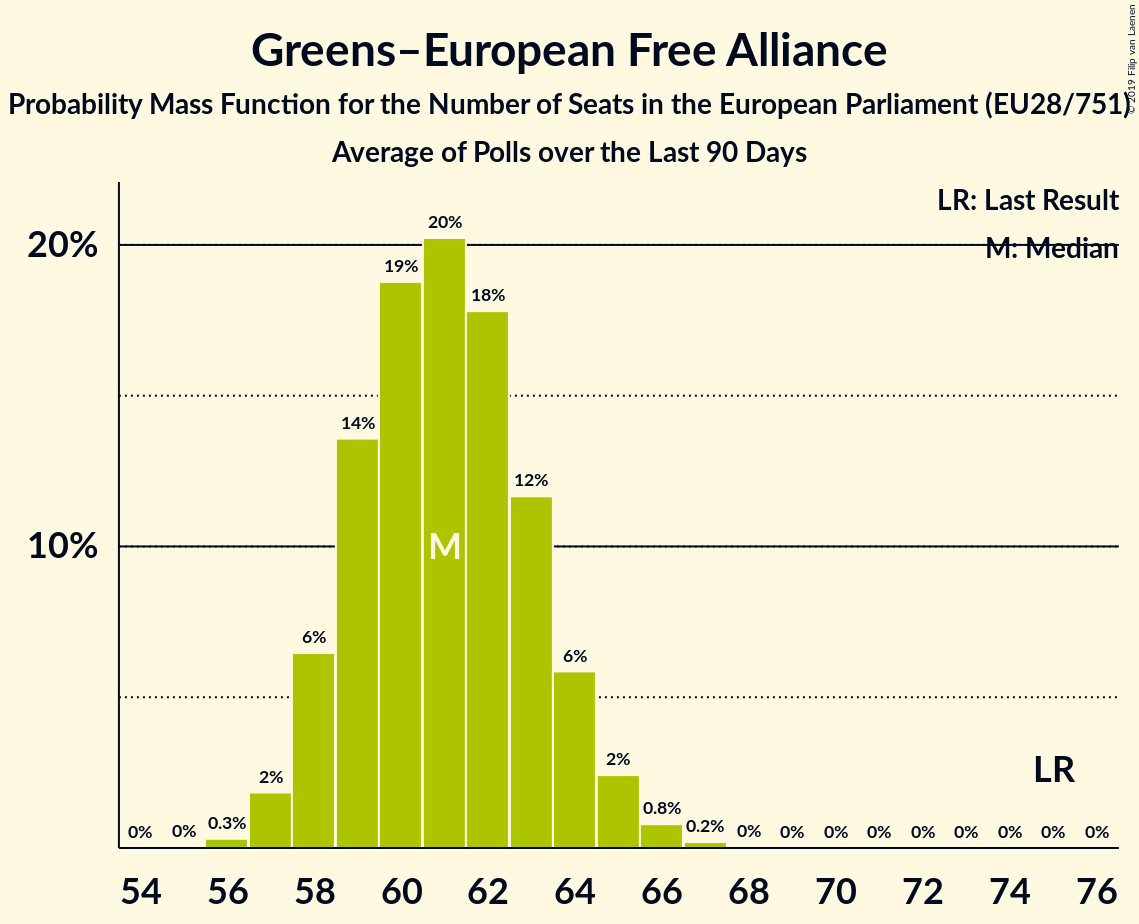 Greens–European Free Alliance
Probability Mass Function for the Number of Seats in the European Parliament (EU28/751)
Average of Polls over the Last 90 Days
© 2019 Filip van Laenen
LR: Last Result
M: Median
20%
10%
0% 0% 0.3% 2% 6% 14% 19% 20% 18% 12% 6% 2% 0.8% 0.2% 0% 0% 0% 0% 0% 0% 0% 0% 0%
M
LR
54 56 58 60 62 64 66 68 70 72 74 76